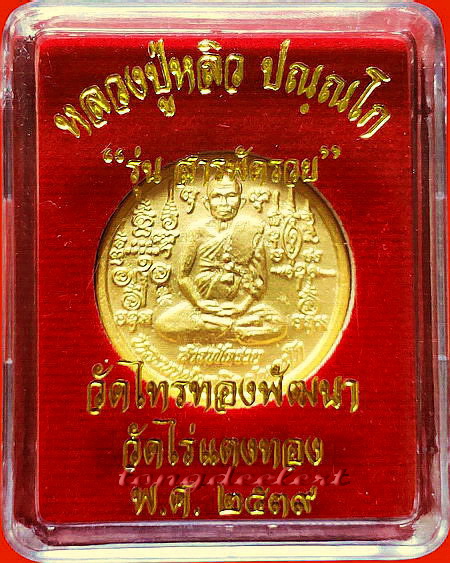 หลวงปู่หลิว ปณฺณโก
“รุ่น สารพัดรวย”
วัดไทรทองพัฒนา
วัดไร่แตงทอง
พ.ศ. ๒๕๓๙